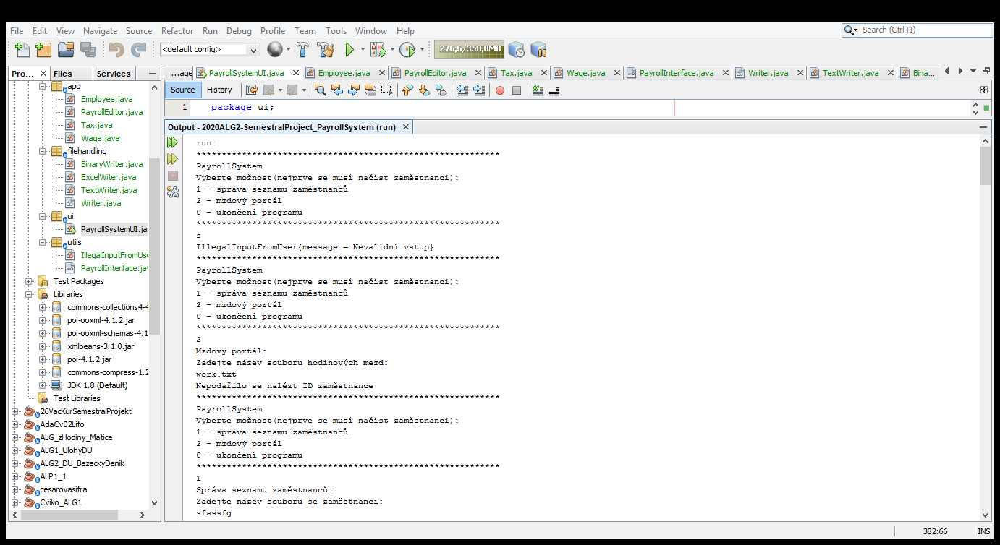 File Edit View Navigate Source Refactor Run Debug Profile Team Tools Window Help
Search (Ctrl+I)
<default config>
276,6/358,0MB
Pro... Files Services
...age PayrollSystemUI.java Employee.java PayrollEditor.java Tax.java Wage.java PayrollInterface.java Writer.java TextWriter.java Bina...
Source History
1 package ui;
app
Employee.java
PayrollEditor.java
Tax.java
Wage.java
filehandling
BinaryWriter.java
ExcelWiter.java
TextWriter.java
Writer.java
ui
PayrollSystemUI.jav
utils
IllegalInputFromUse
PayrollInterface.jav
Test Packages
Libraries
commons-collections4-4
poi-ooxml-4.1.2.jar
poi-ooxml-schemas-4.1
xmlbeans-3.1.0.jar
poi-4.1.2.jar
commons-compress-1.2
JDK 1.8 (Default)
Test Libraries
26VacKurSemestralProjekt
AdaCv02Lifo
ALG_zHodiny_Matice
ALG1_UlohyDU
ALG2_DU_BezeckyDenik
ALP1_1
cesarovasifra
Cviko_ALG1
Output - 2020ALG2-SemestralProject_PayrollSystem (run)
run:
************************************************************
PayrollSystem
Vyberte možnost(nejprve se musí načíst zaměstnanci):
1 - správa seznamu zaměstnanců
2 - mzdový portál
0 - ukončení programu
************************************************************
s
IllegalInputFromUser{message = Nevalidní vstup}
************************************************************
PayrollSystem
Vyberte možnost(nejprve se musí načíst zaměstnanci):
1 - správa seznamu zaměstnanců
2 - mzdový portál
0 - ukončení programu
************************************************************
2
Mzdový portál:
Zadejte název souboru hodinových mezd:
work.txt
Nepodařilo se nalézt ID zaměstnance
************************************************************
PayrollSystem
Vyberte možnost(nejprve se musí načíst zaměstnanci):
1 - správa seznamu zaměstnanců
2 - mzdový portál
0 - ukončení programu
************************************************************
1
Správa seznamu zaměstnanců:
Zadejte název souboru se zaměstnanci:
sfassfg
382:66 INS